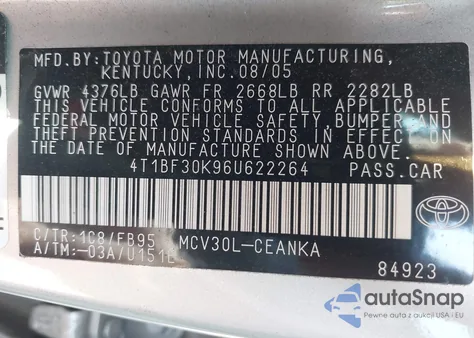 MFD.BY: TOYOTA MOTOR MANUFACTURING,
KENTUCKY, INC. 08/05
GVWR 4376LB GAWR FR 2668LB RR 2282LB
THIS VEHICLE CONFORMS TO ALL APPLICABLE
FEDERAL MOTOR VEHICLE SAFETY BUMPER AND
THEFT PREVENTION STANDARDS IN EFFECT ON
THE DATE OF MANUFACTURE SHOWN ABOVE.
4T1BF30K96U622264 PASS.CAR
C/TR:1C8/FB95 MCV30L-CEANKA
A/TM:-03A/U151E
TOYOTA
84923
autoSnap
Pewne auta z aukcji USA i EU